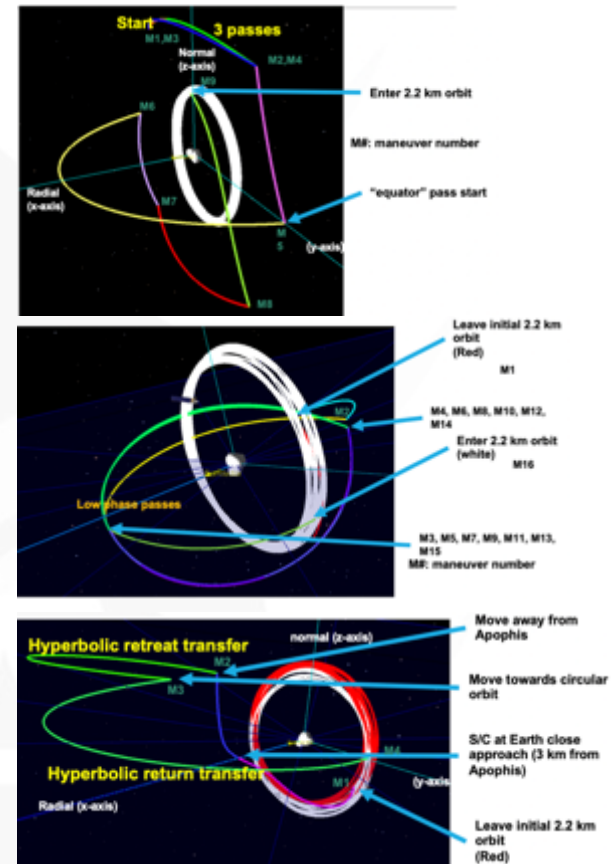 Start
3 passes
M1,M3
Normal
(z-axis)
M2,M4
M9
Enter 2.2 km orbit
M6
M#: maneuver number
Radial
(x-axis)
M7
"equator" pass start
M
5
(y-axis)
M8
Leave initial 2.2 km
orbit
(Red)
M1
M2
M4, M6, M8, M10, M12,
M14
Enter 2.2 km orbit
(white)
M16
Low phase passes
M3, M5, M7, M9, M11, M13,
M15
M#: maneuver number
Move away from
Apophis
Hyperbolic retreat transfer
normal (z-axis)
M2
M3
Move towards circular
orbit
S/C at Earth close
approach (3 km from
Apophis)
M4
Hyperbolic return transfer
M1
(y-axis
Radial (x-axis)
Leave initial 2.2 km
orbit
(Red)